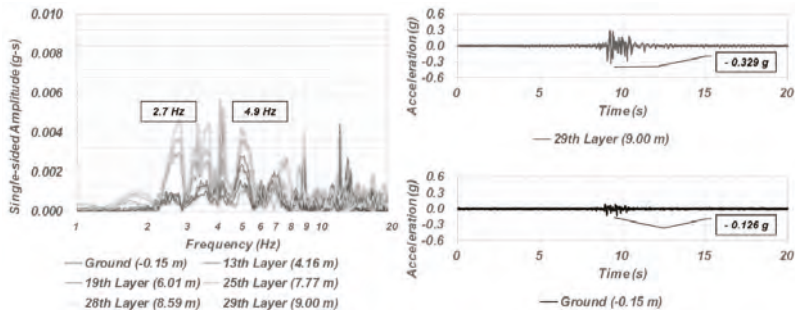 0.010
0.008
0.006
0.004
0.002
0.000
Single-sided Amplitude (g-s)
2.7 Hz
4.9 Hz
1 2 3 4 5 6 7 8 9 10 20
Frequency (Hz)
Ground (-0.15 m) 13th Layer (4.16 m)
19th Layer (6.01 m) 25th Layer (7.77 m)
28th Layer (8.59 m) 29th Layer (9.00 m)
Acceleration (g)
0.6
0.3
0.0
-0.3
-0.6
- 0.329 g
0 5 10 15 20
Time (s)
29th Layer (9.00 m)
Acceleration (g)
0.6
0.3
0.0
-0.3
-0.6
- 0.126 g
0 5 10 15 20
Time (s)
Ground (-0.15 m)